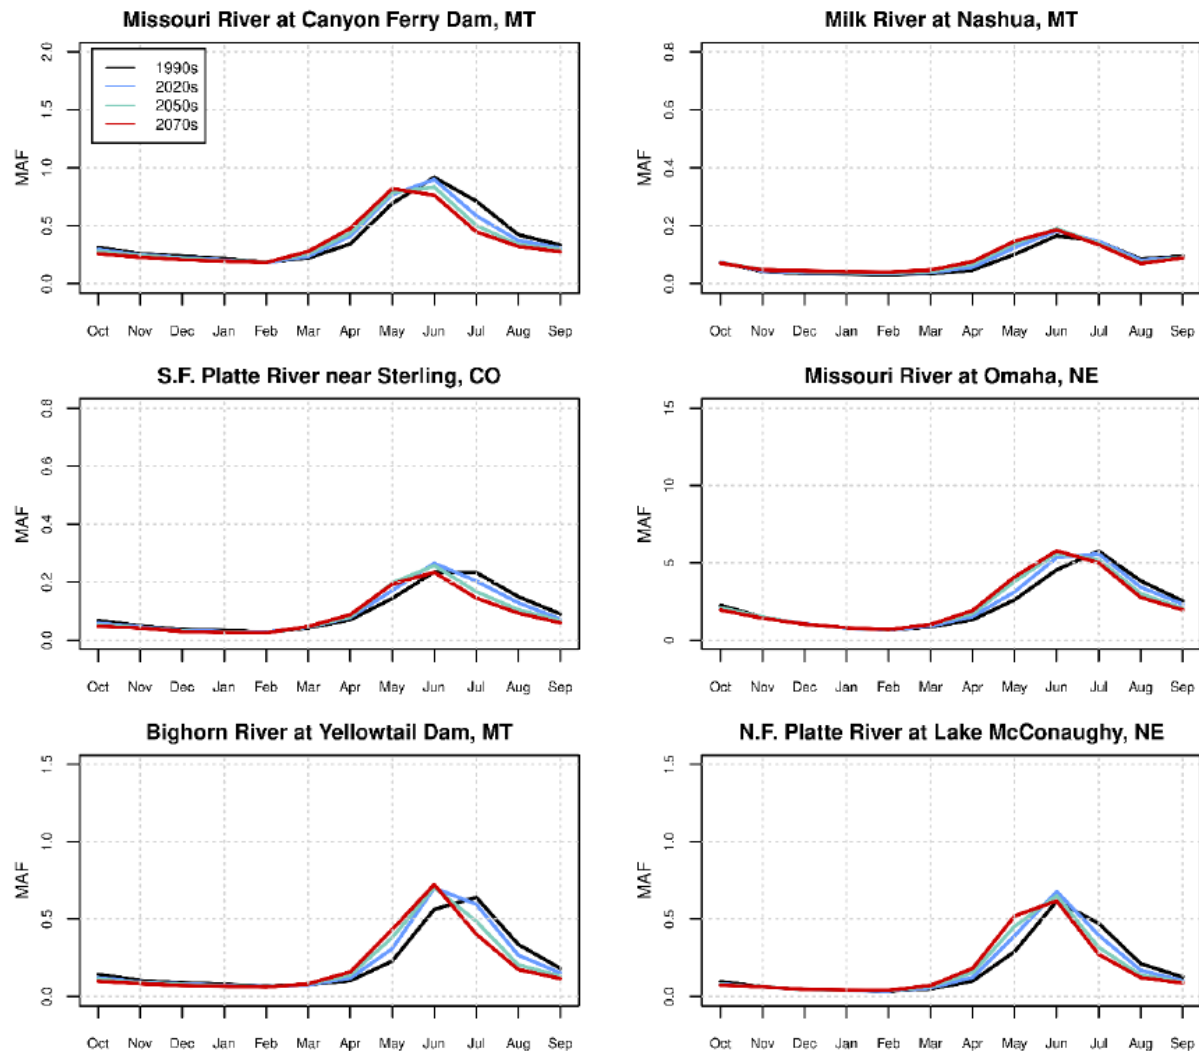 Missouri River at Canyon Ferry Dam, MT
MAF
2.0
1.5
1.0
0.5
0.0
1990s
2020s
2050s
2070s
Oct Nov Dec Jan Feb Mar Apr May Jun Jul Aug Sep
Milk River at Nashua, MT
MAF
0.8
0.6
0.4
0.2
0.0
Oct Nov Dec Jan Feb Mar Apr May Jun Jul Aug Sep
S.F. Platte River near Sterling, CO
MAF
0.8
0.6
0.4
0.2
0.0
Oct Nov Dec Jan Feb Mar Apr May Jun Jul Aug Sep
Missouri River at Omaha, NE
MAF
15
10
5
0
Oct Nov Dec Jan Feb Mar Apr May Jun Jul Aug Sep
Bighorn River at Yellowtail Dam, MT
MAF
1.5
1.0
0.5
0.0
Oct Nov Dec Jan Feb Mar Apr May Jun Jul Aug Sep
N.F. Platte River at Lake McConaughy, NE
MAF
1.5
1.0
0.5
0.0
Oct Nov Dec Jan Feb Mar Apr May Jun Jul Aug Sep